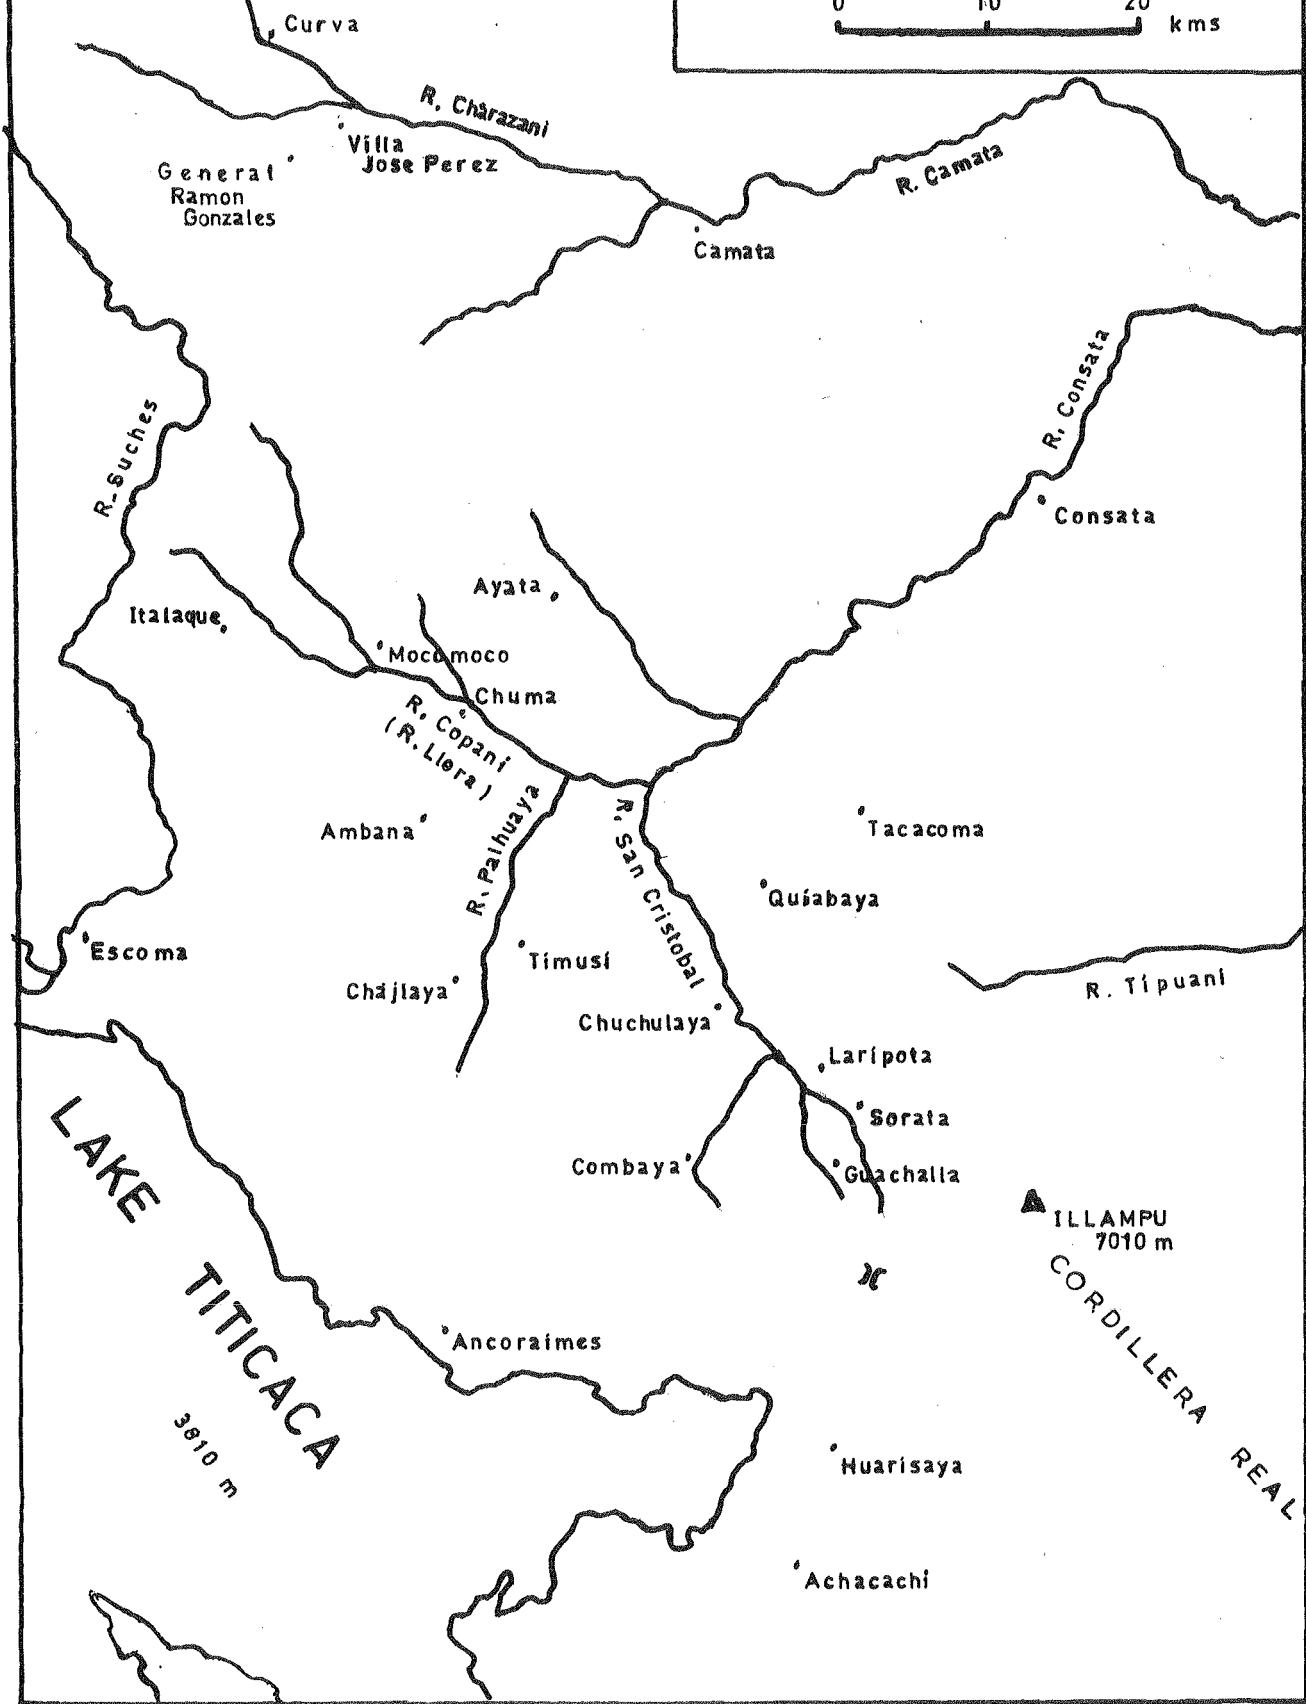 0 10 20
kms
Curva
R. Charazani
Villa
Jose Perez
General
Ramon
Gonzales
R. Camata
Camata
R. Suches
R. Consata
Consata
Ayata
Italaque
Mocomoco
Chuma
R. Copani
(R. Llera)
R. Palhuaya
Ambana
R. San Cristobal
Tacacoma
Quiabaya
Escoma
Timusi
Chajlaya
R. Tipuani
Chuchulaya
Laripota
Sorata
Combaya
Guachalla
LAKE TITICACA
3810 m
ILLAMPU
7010 m
CORDILLERA REAL
Ancoraimes
Huarisaya
Achacachi